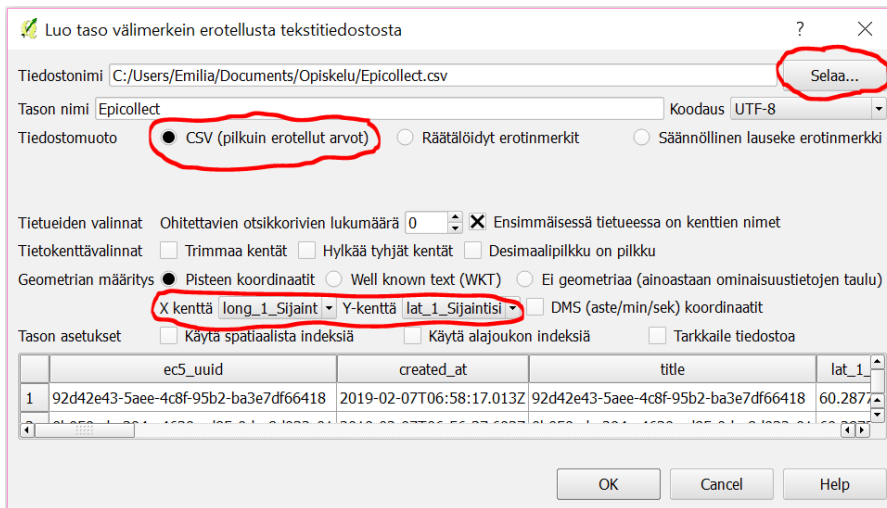 Luo taso välimerkein erotellusta tekstitiedostosta ?
Tiedostonimi C:/Users/Emilia/Documents/Opiskelu/Epicollect.csv Selaa...
Tason nimi Epicollect Koodaus UTF-8
Tiedostomuoto CSV (pilkuin erotellut arvot) Räätälöidyt erotinmerkit Säännöllinen lauseke erotinmerkki
Tietueiden valinnat Ohitettavien otsikkorivien lukumäärä 0 Ensimmäisessä tietueessa on kenttien nimet
Tietokenttävalinnat Trimmaa kentät Hylkää tyhjät kentät Desimaalipilkku on pilkku
Geometrian määritys Pisteen koordinaatit Well known text (WKT) Ei geometriaa (ainoastaan ominaisuustietojen taulu)
X kenttä long_1_Sijaint Y-kenttä lat_1_Sijaintisi DMS (aste/min/sek) koordinaatit
Tason asetukset Käytä spatiaalista indeksiä Käytä alajoukon indeksiä Tarkkaile tiedostoa
ec5_uuid created_at title lat_1_
1 92d42e43-5aee-4c8f-95b2-ba3e7df66418 2019-02-07T06:58:17.013Z 92d42e43-5aee-4c8f-95b2-ba3e7df66418 60.2877
OK Cancel Help